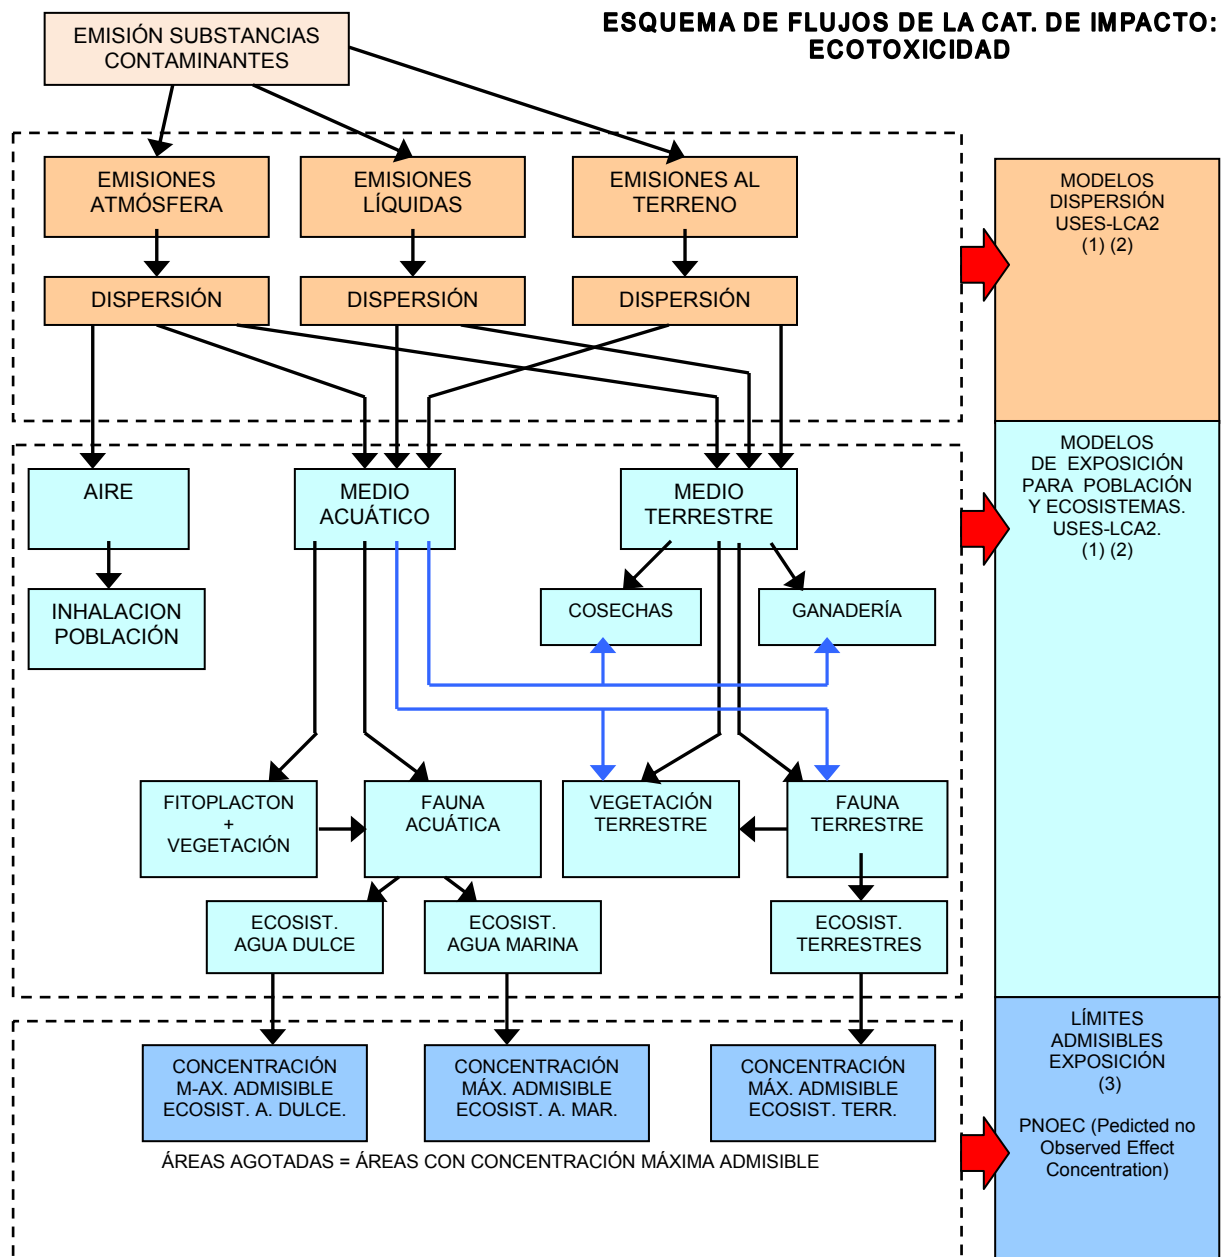 ESQUEMA DE FLUJOS DE LA CAT. DE IMPACTO:
ECOTOXICIDAD
EMISIÓN SUBSTANCIAS
CONTAMINANTES
EMISIONES
ATMÓSFERA
EMISIONES
LÍQUIDAS
EMISIONES AL
TERRENO
MODELOS
DISPERSIÓN
USES-LCA2
(1) (2)
DISPERSIÓN
DISPERSIÓN
DISPERSIÓN
AIRE
MEDIO
ACUÁTICO
MEDIO
TERRESTRE
MODELOS
DE EXPOSICIÓN
PARA POBLACIÓN
Y ECOSISTEMAS.
USES-LCA2.
(1) (2)
INHALACION
POBLACIÓN
COSECHAS
GANADERÍA
FITOPLACTON
+
VEGETACIÓN
FAUNA
ACUÁTICA
VEGETACIÓN
TERRESTRE
FAUNA
TERRESTRE
ECOSIST.
AGUA DULCE
ECOSIST.
AGUA MARINA
ECOSIST.
TERRESTRES
CONCENTRACIÓN
M-AX. ADMISIBLE
ECOSIST. A. DULCE.
CONCENTRACIÓN
MÁX. ADMISIBLE
ECOSIST. A. MAR.
CONCENTRACIÓN
MÁX. ADMISIBLE
ECOSIST. TERR.
LÍMITES
ADMISIBLES
EXPOSICIÓN
(3)
PNOEC (Pedicted no
Observed Effect
Concentration)
ÁREAS AGOTADAS = ÁREAS CON CONCENTRACIÓN MÁXIMA ADMISIBLE